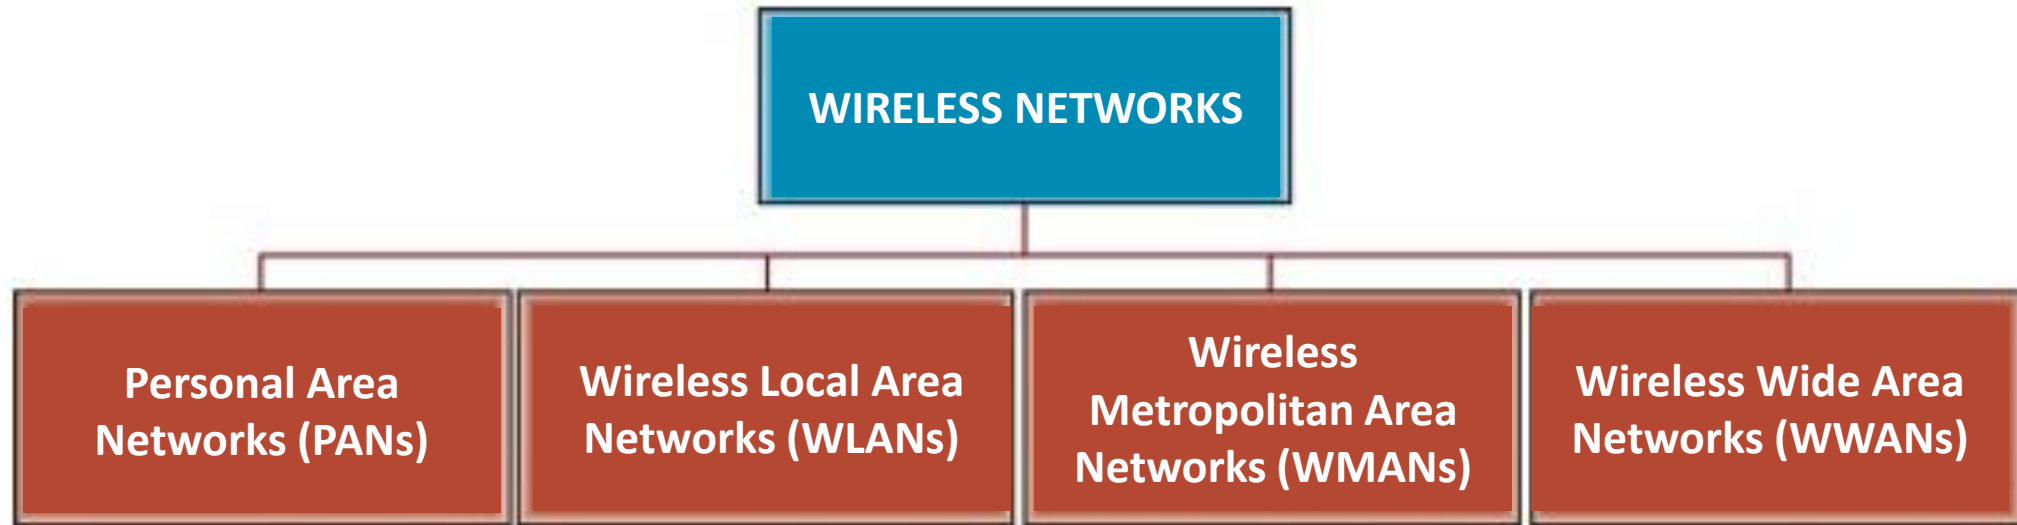 WIRELESS NETWORKS
Personal Area
Networks (PANs)
Wireless Local Area
Networks (WLANs)
Wireless
Metropolitan Area
Networks (WMANs)
Wireless Wide Area
Networks (WWANs)